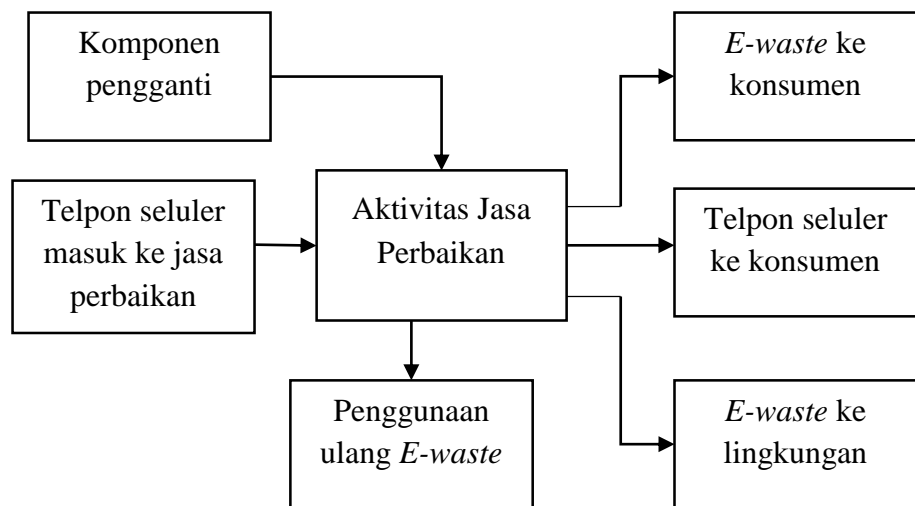 Komponen
pengganti
E-waste ke
konsumen
Telpon seluler
masuk ke jasa
perbaikan
Aktivitas Jasa
Perbaikan
Telpon seluler
ke konsumen
Penggunaan
ulang E-waste
E-waste ke
lingkungan